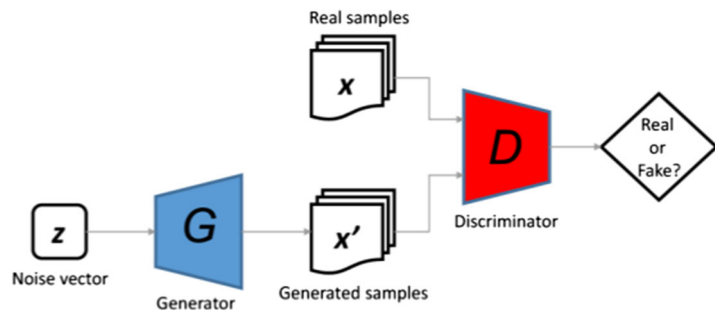 Real samples
x
D
Real
or
Fake?
Discriminator
z
G
x’
Noise vector
Generator
Generated samples